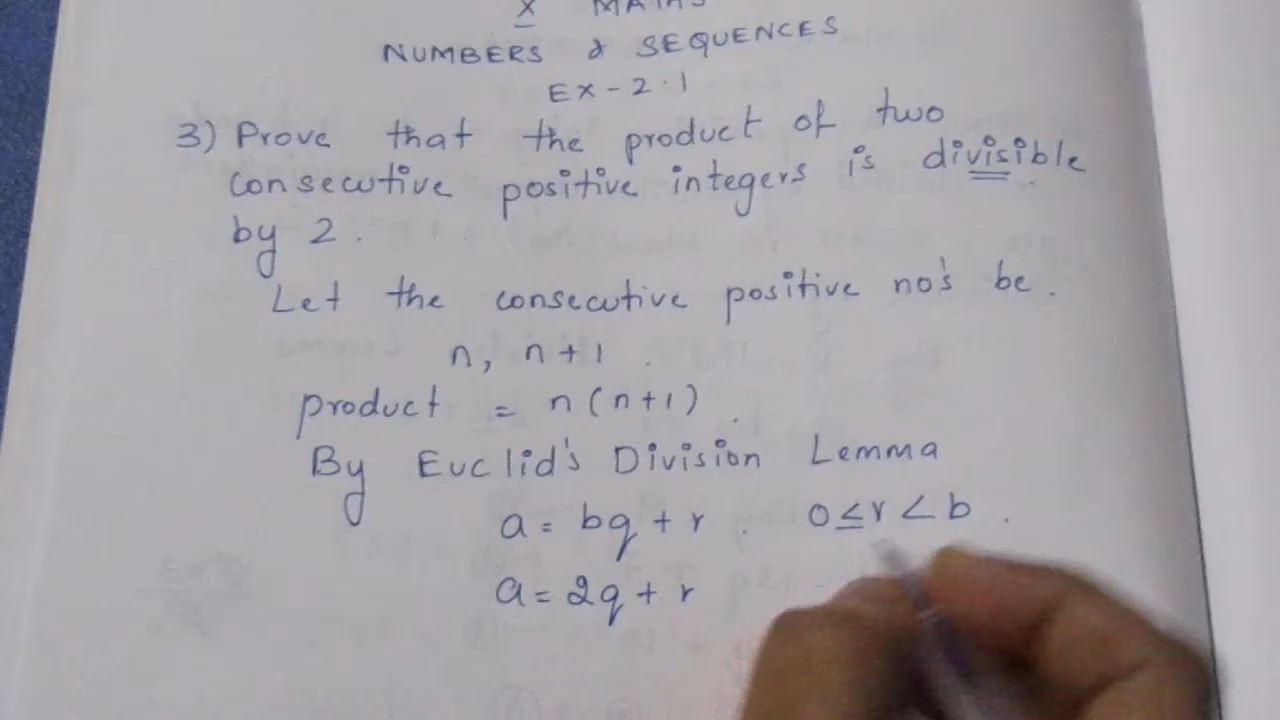 X MATHS
NUMBERS & SEQUENCES
EX-2.1
3) Prove that the product of two
consecutive positive integers is divisible
by 2.
Let the consecutive positive no's be.
n, n+1.
product = n(n+1).
By Euclid's Division Lemma
a = bq + r. 0≤r<b.
a = 2q + r